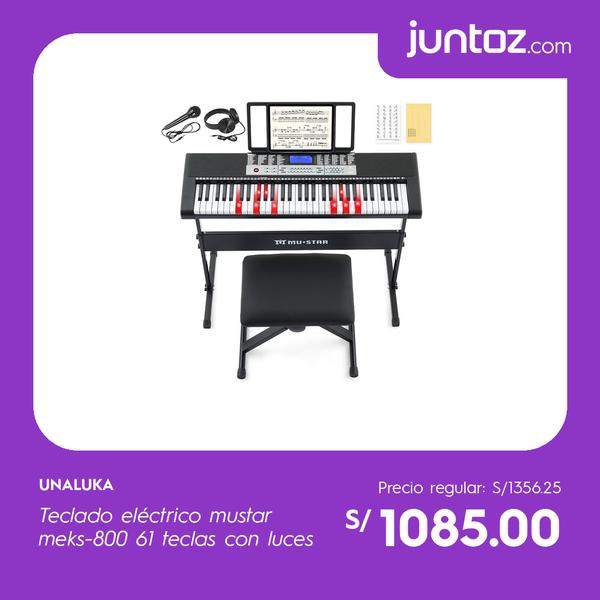 juntoz.com
MU•STAR
UNALUKA
Teclado eléctrico mustar
meks-800 61 teclas con luces
Precio regular: S/1356.25
S/1085.00